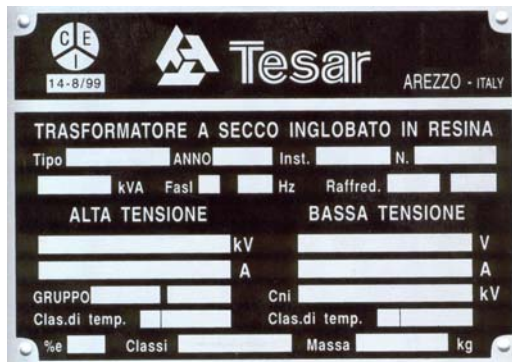 C E
I
14-8/99
Tesar
AREZZO - ITALY
TRASFORMATORE A SECCO INGLOBATO IN RESINA
Tipo ANNO Inst. N.
kVA Fasi Hz Raffred.
ALTA TENSIONE BASSA TENSIONE
kV V
A A
GRUPPO Cni kV
Clas.di temp. Clas.di temp.
%e Classi Massa kg